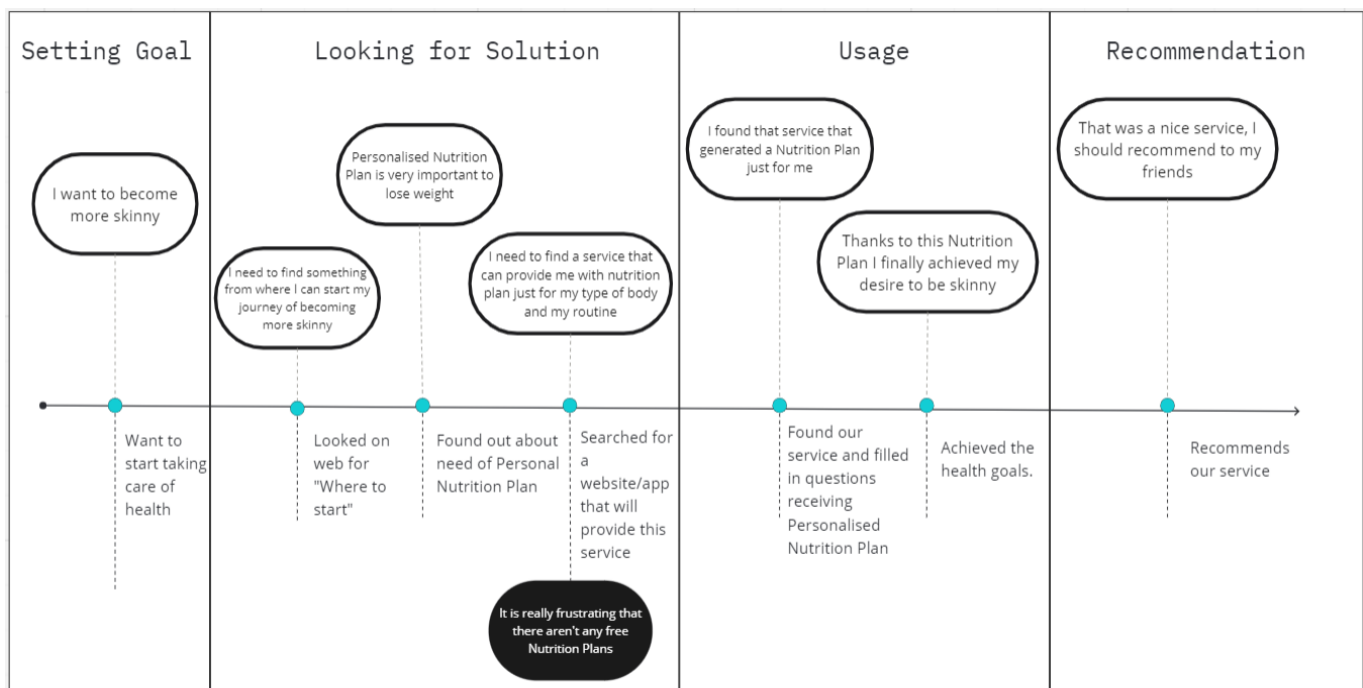 Setting Goal
Looking for Solution
Usage
Recommendation
I want to become
more skinny
I need to find something
from where I can start my
journey of becoming
more skinny
Personalised Nutrition
Plan is very important to
lose weight
I need to find a service that
can provide me with nutrition
plan just for my type of body
and my routine
I found that service that
generated a Nutrition Plan
just for me
Thanks to this Nutrition
Plan I finally achieved my
desire to be skinny
That was a nice service, I
should recommend to my
friends
Want to
start taking
care of
health
Looked on
web for
"Where to
start"
Found out about
need of Personal
Nutrition Plan
Searched for
a
website/app
that will
provide this
service
Found our
service and filled
in questions
receiving
Personalised
Nutrition Plan
Achieved the
health goals.
Recommends
our service
It is really frustrating that
there aren't any free
Nutrition Plans